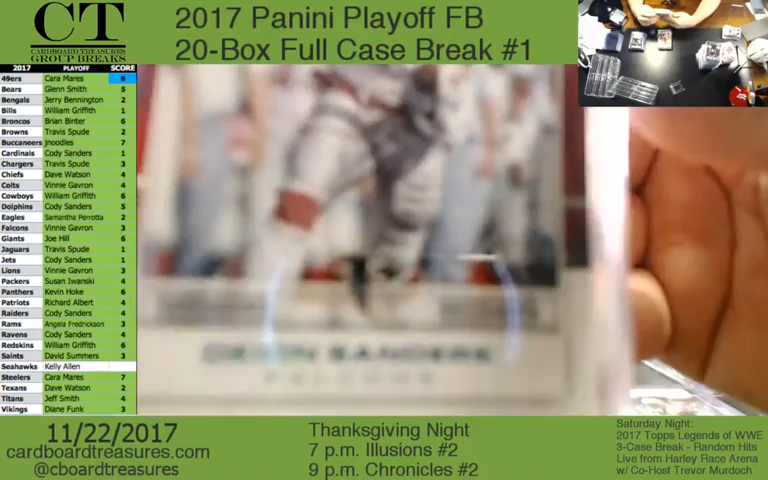 CT
CARDBOARD TREASURES
GROUP BREAKS
2017 Panini Playoff FB
20-Box Full Case Break #1
2017 PLAYOFF SCORE
49ers Cara Mares 8
Bears Glenn Smith 5
Bengals Jerry Bennington 2
Bills William Griffith 1
Broncos Brian Binter 6
Browns Travis Spude 2
Buccaneers Jnoodles 7
Cardinals Cody Sanders 1
Chargers Travis Spude 3
Chiefs Dave Watson 4
Colts Vinnie Gavron 4
Cowboys William Griffith 6
Dolphins Cody Sanders 5
Eagles Samantha Perrotta 2
Falcons Vinnie Gavron 3
Giants Joe Hill 6
Jaguars Travis Spude 1
Jets Cody Sanders 1
Lions Vinnie Gavron 3
Packers Susan Iwanski 4
Panthers Kevin Hoke 6
Patriots Richard Albert 4
Raiders Cody Sanders 4
Rams Angela Fredrickson 3
Ravens Cody Sanders 4
Redskins William Griffith 6
Saints David Summers 3
Seahawks Kelly Allen
Steelers Cara Mares 7
Texans Dave Watson 2
Titans Jeff Smith 4
Vikings Diane Funk 3
DEION SANDERS
FALCONS
11/22/2017
cardboardtreasures.com
@cboardtreasures
Thanksgiving Night
7 p.m. Illusions #2
9 p.m. Chronicles #2
Saturday Night:
2017 Topps Legends of WWE
3-Case Break - Random Hits
Live from Harley Race Arena
w/ Co-Host Trevor Murdoch